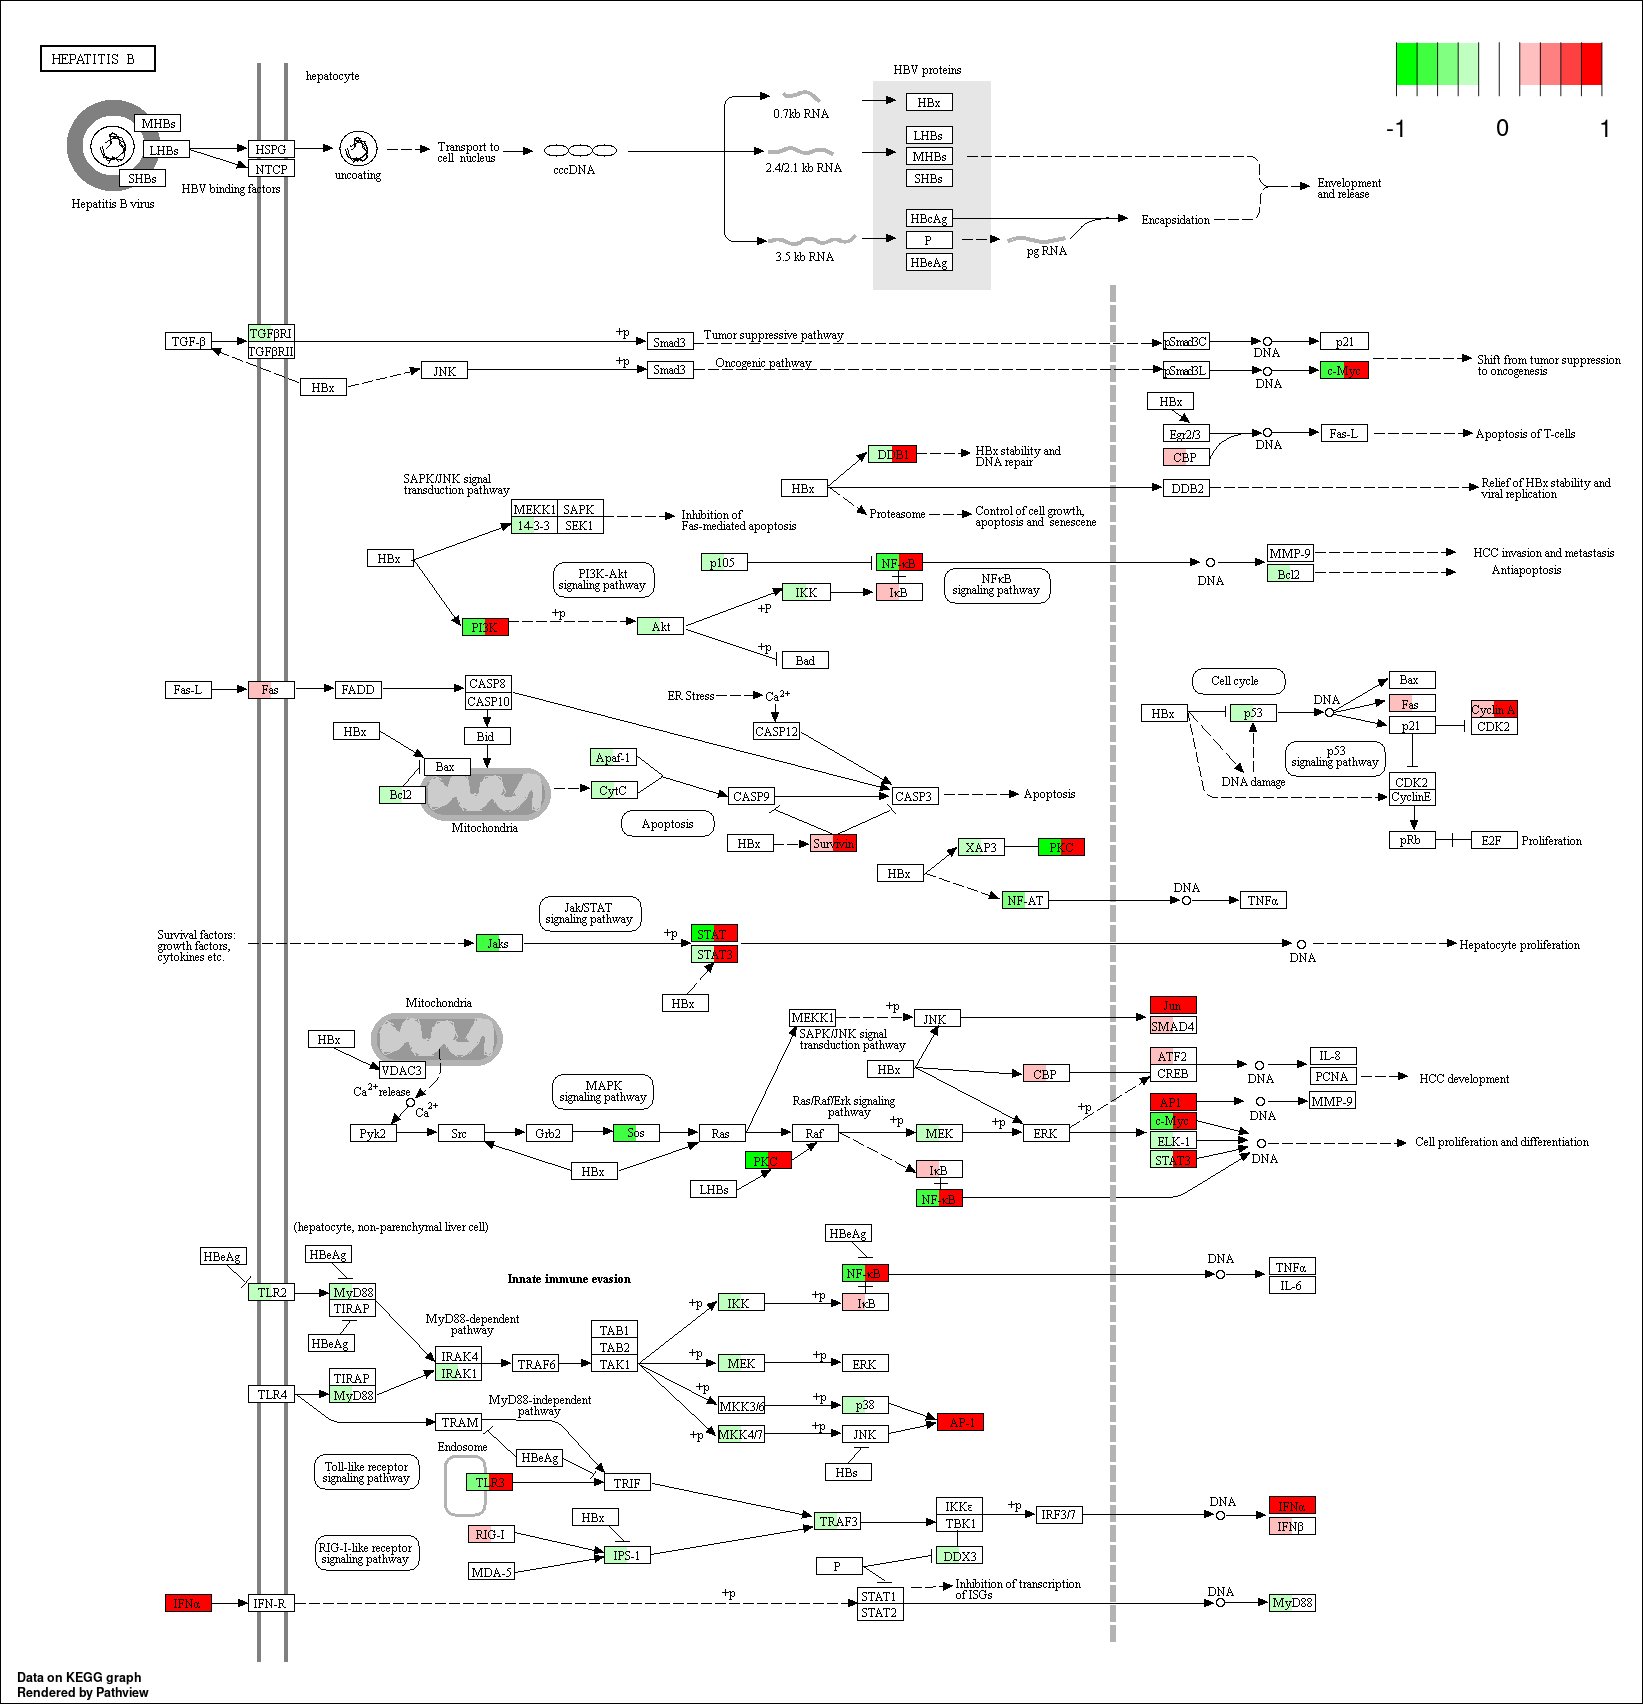 HEPATITIS B
hepatocyte
HBV proteins
-1
0
1
MHBs
LHBs
SHBs
Hepatitis B virus
HSPG
NTCP
HBV binding factors
uncoating
Transport to
cell nucleus
cccDNA
0.7kb RNA
2.4/2.1 kb RNA
3.5 kb RNA
HBx
LHBs
MHBs
SHBs
HBcAg
P
HBeAg
pg RNA
Encapsidation
Envelopment
and release
TGF-β
TGFβRI
TGFβRII
+p
Smad3
Tumor suppressive pathway
pSmad3C
DNA
p21
HBx
JNK
+p
Smad3
Oncogenic pathway
pSmad3L
DNA
c-Myc
Shift from tumor suppression
to oncogenesis
HBx
Egr2/3
CBP
DNA
Fas-L
Apoptosis of T-cells
DDB1
HBx stability and
DNA repair
HBx
DDB2
Relief of HBx stability and
viral replication
Proteasome
Control of cell growth,
apoptosis and senescene
SAPK/JNK signal
transduction pathway
MEKK1
SAPK
14-3-3
SEK1
Inhibition of
Fas-mediated apoptosis
HBx
PI3K-Akt
signaling pathway
p105
NF-κB
IKK
IκB
+P
NFκB
signaling pathway
DNA
MMP-9
Bcl2
HCC invasion and metastasis
Antiapoptosis
PI3K
+p
Akt
+p
Bad
Fas-L
Fas
FADD
CASP8
CASP10
ER Stress
Ca2+
CASP12
HBx
Bid
Bax
Bcl2
Mitochondria
Apaf-1
CytC
Apoptosis
CASP9
CASP3
Apoptosis
HBx
Survivin
Cell cycle
HBx
p53
DNA
Bax
Fas
p21
Cyclin A
CDK2
p53
signaling pathway
DNA damage
CDK2
CyclinE
pRb
E2F
Proliferation
HBx
XAP3
PKC
NF-AT
DNA
TNFα
Jak/STAT
signaling pathway
Survival factors:
growth factors,
cytokines etc.
Jaks
+p
STAT
STAT3
HBx
DNA
Hepatocyte proliferation
Mitochondria
HBx
VDAC3
Ca2+ release
Ca2+
MAPK
signaling pathway
Pyk2
Src
Grb2
Sos
Ras
Raf
HBx
PKC
LHBs
MEKK1
+p
JNK
SAPK/JNK signal
transduction pathway
HBx
CBP
Ras/Raf/Erk signaling
pathway
+p
MEK
+p
ERK
+p
IκB
NF-κB
Jun
SMAD4
ATF2
CREB
AP1
c-Myc
ELK-1
STAT3
DNA
IL-8
PCNA
HCC development
DNA
MMP-9
DNA
Cell proliferation and differentiation
(hepatocyte, non-parenchymal liver cell)
HBeAg
HBeAg
TLR2
MyD88
TIRAP
HBeAg
Innate immune evasion
HBeAg
NF-κB
IκB
DNA
TNFα
IL-6
MyD88-dependent
pathway
IRAK4
IRAK1
TRAF6
TAB1
TAB2
TAK1
+p
IKK
+p
+p
MEK
+p
ERK
+p
MKK3/6
+p
p38
+p
MKK4/7
+p
JNK
AP-1
HBs
TLR4
TIRAP
MyD88
MyD88-independent
pathway
TRAM
Endosome
HBeAg
Toll-like receptor
signaling pathway
TLR3
TRIF
RIG-I-like receptor
signaling pathway
RIG-I
MDA-5
HBx
IPS-1
TRAF3
IKKε
TBK1
DDX3
+p
IRF3/7
DNA
IFNα
IFNβ
P
IFNα
IFN-R
+p
STAT1
STAT2
Inhibition of transcription
of ISGs
DNA
MyD88
Data on KEGG graph
Rendered by Pathview